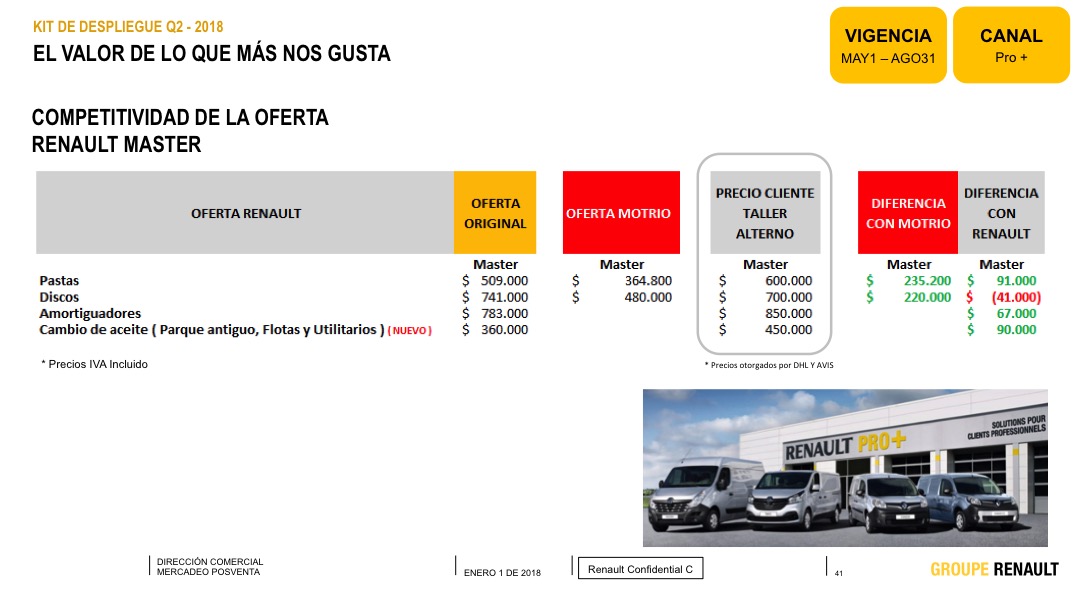 KIT DE DESPLIEGUE Q2 - 2018
EL VALOR DE LO QUE MÁS NOS GUSTA
VIGENCIA
MAY1 – AGO31
CANAL
Pro +
COMPETITIVIDAD DE LA OFERTA
RENAULT MASTER
OFERTA RENAULT
OFERTA
ORIGINAL
OFERTA MOTRIO
PRECIO CLIENTE
TALLER
ALTERNO
DIFERENCIA
CON MOTRIO
DIFERENCIA
CON
RENAULT
Master Master Master Master
Pastas $ 509.000 $ 364.800 $ 600.000 $ 235.200 $ 91.000
Discos $ 741.000 $ 480.000 $ 700.000 $ 220.000 $ (41.000)
Amortiguadores $ 783.000 $ 850.000 $ 67.000
Cambio de aceite ( Parque antiguo, Flotas y Utilitarios ) ( NUEVO ) $ 360.000 $ 450.000 $ 90.000
* Precios IVA Incluido
* Precios otorgados por DHL Y AVIS
RENAULT PRO+
SOLUTIONS POUR
CLIENTS PROFESSIONNELS
DIRECCIÓN COMERCIAL
MERCADEO POSVENTA
ENERO 1 DE 2018
Renault Confidential C
41
GROUPE RENAULT